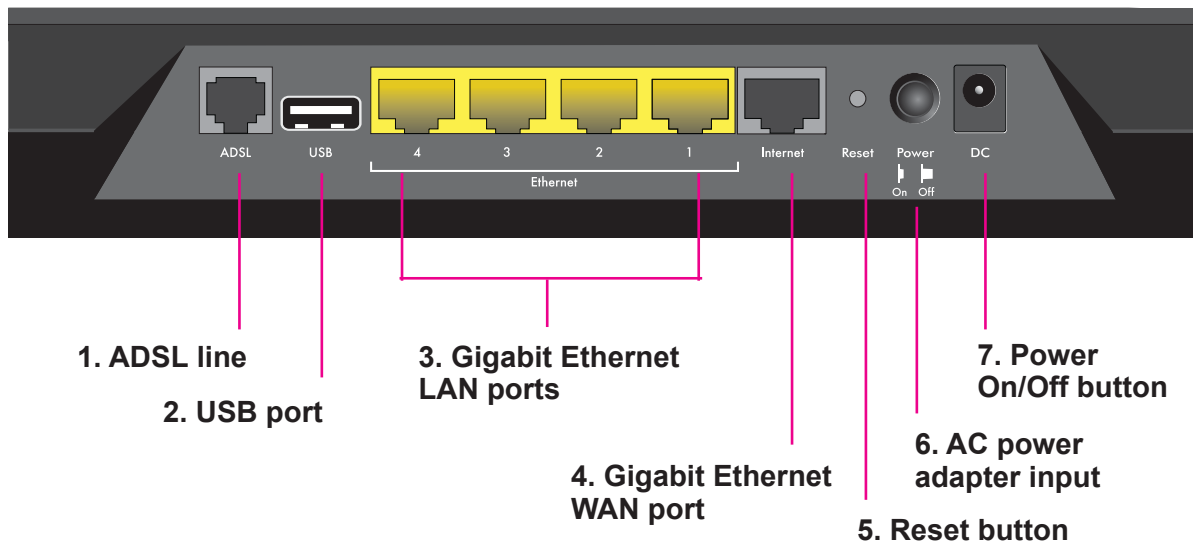 ADSL
USB
4
3
2
1
Internet
Reset
Power
DC
Ethernet
On
Off
1. ADSL line
2. USB port
3. Gigabit Ethernet
LAN ports
4. Gigabit Ethernet
WAN port
5. Reset button
6. AC power
adapter input
7. Power
On/Off button